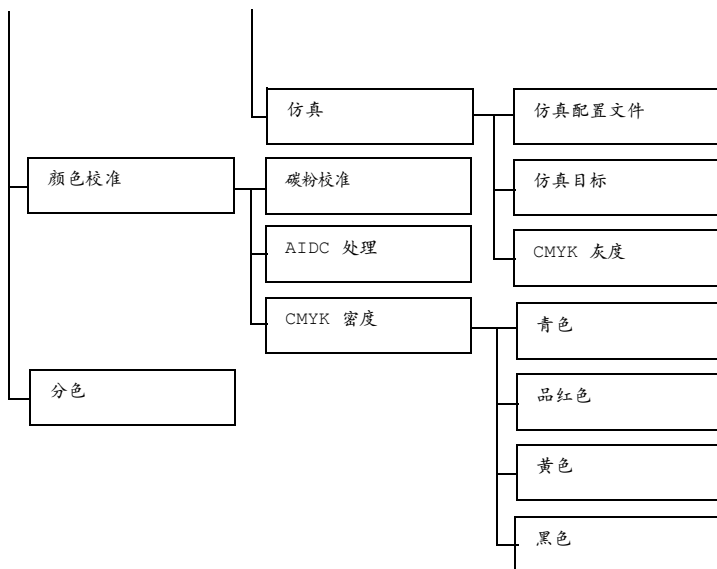 仿真
仿真配置文件
颜色校准
碳粉校准
仿真目标
AIDC 处理
CMYK 灰度
CMYK 密度
青色
分色
品红色
黄色
黑色